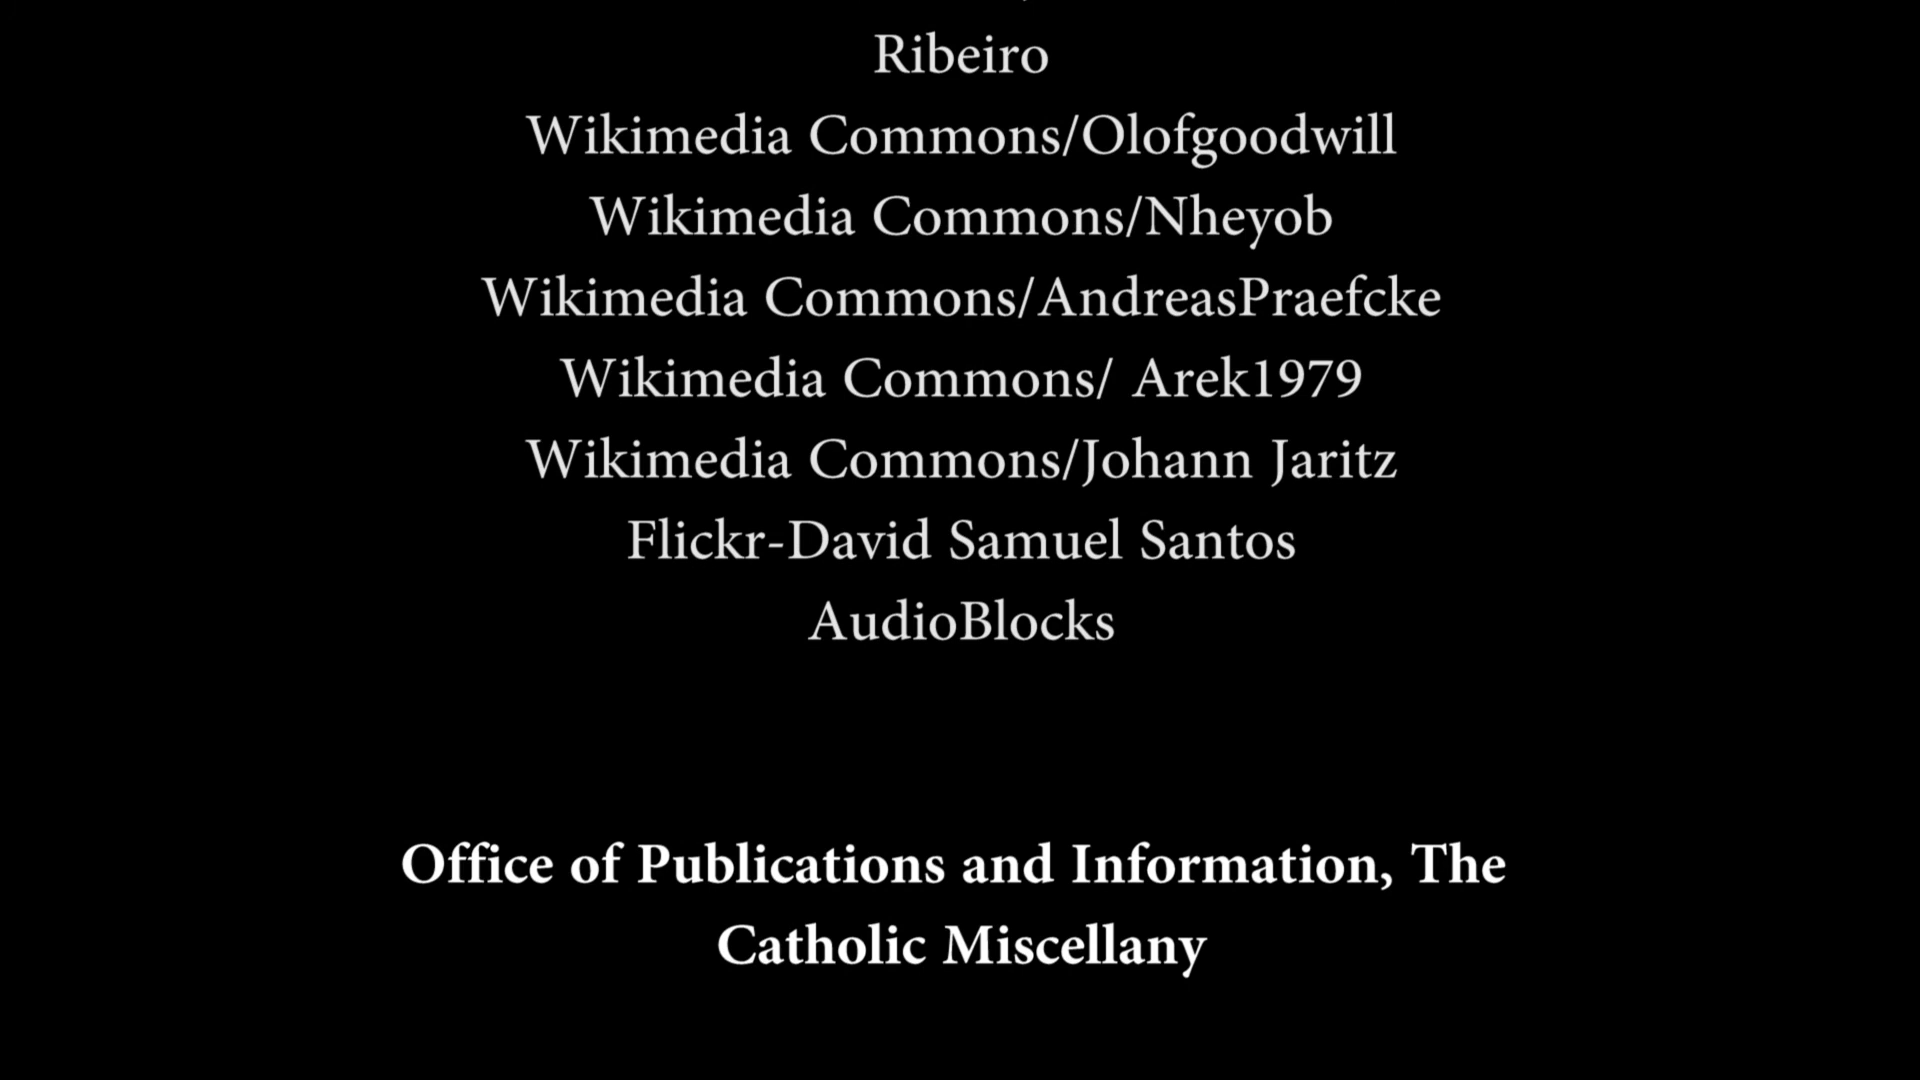 Ribeiro
Wikimedia Commons/Olofgoodwill
Wikimedia Commons/Nheyob
Wikimedia Commons/AndreasPraefcke
Wikimedia Commons/ Arek1979
Wikimedia Commons/Johann Jaritz
Flickr-David Samuel Santos
AudioBlocks
Office of Publications and Information, The
Catholic Miscellany